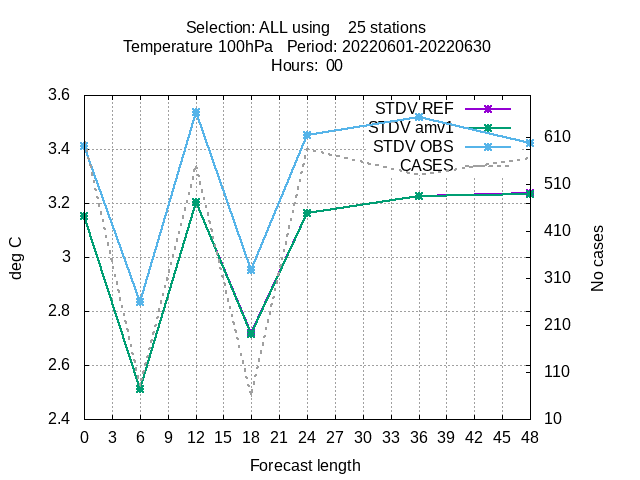 Selection: ALL using    25 stations
Temperature 100hPa   Period: 20220601-20220630
Hours:  00
3.6
3.4
3.2
3
2.8
2.6
2.4
deg C
STDV REF
STDV amv1
STDV OBS
CASES
610
510
410
310
210
110
10
No cases
0 3 6 9 12 15 18 21 24 27 30 33 36 39 42 45 48
Forecast length